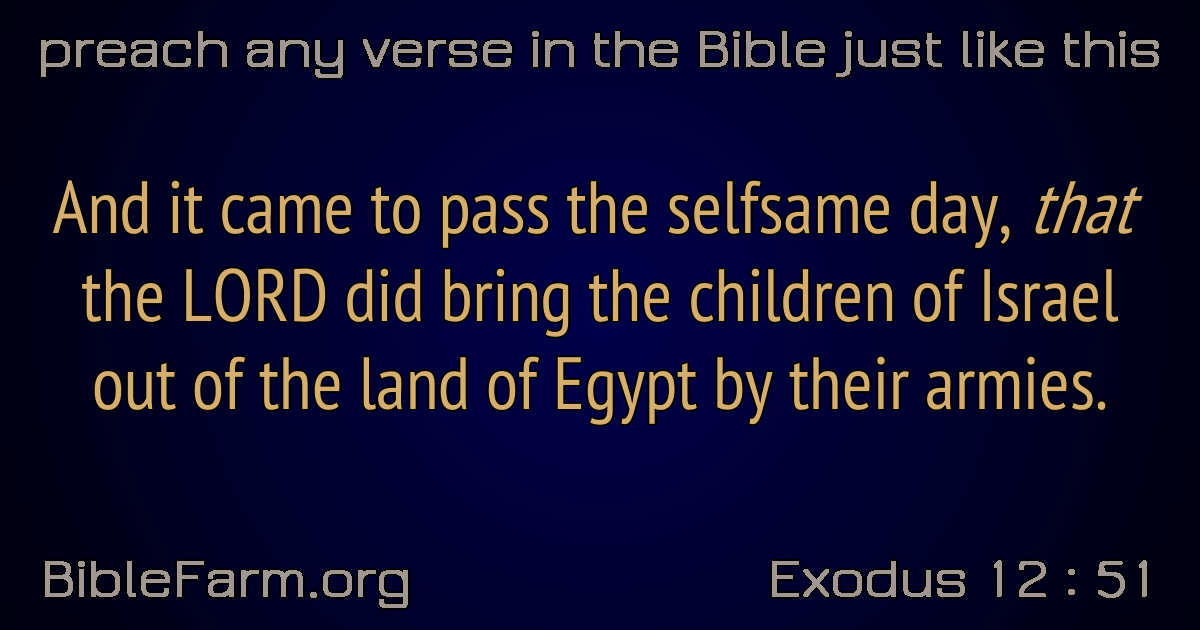 preach any verse in the Bible just like this
And it came to pass the selfsame day, that
the LORD did bring the children of Israel
out of the land of Egypt by their armies.
BibleFarm.org
Exodus 12 : 51